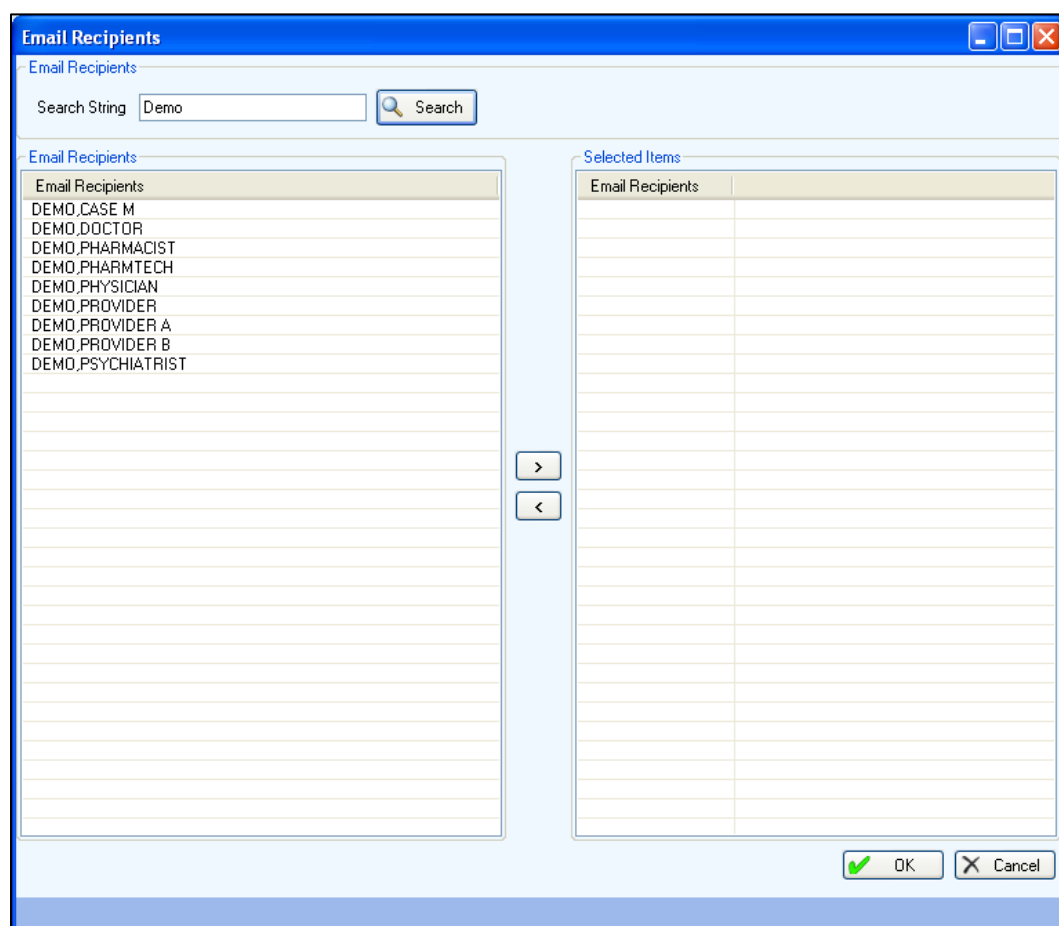 Email Recipients
Email Recipients
Search String Demo Search
Email Recipients
Email Recipients
DEMO,CASE M
DEMO,DOCTOR
DEMO,PHARMACIST
DEMO,PHARMTECH
DEMO,PHYSICIAN
DEMO,PROVIDER
DEMO,PROVIDER A
DEMO,PROVIDER B
DEMO,PSYCHIATRIST
>
<
Selected Items
Email Recipients
OK Cancel